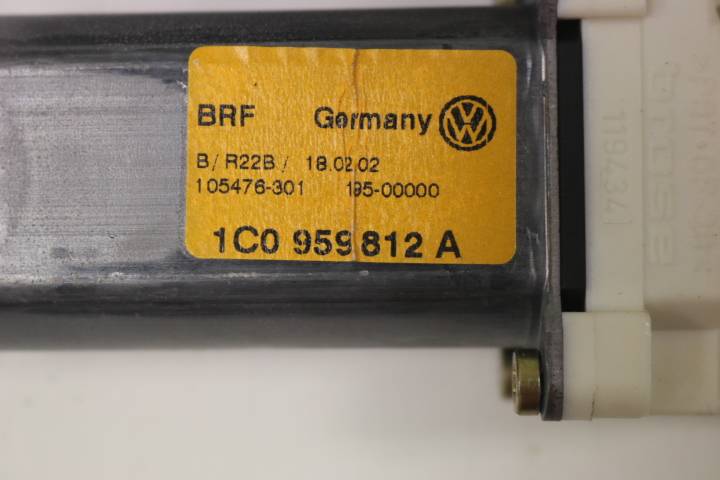 BRF Germany
B/R22B/ 18.02.02
105476-301 195-00000
1C0 959 812 A